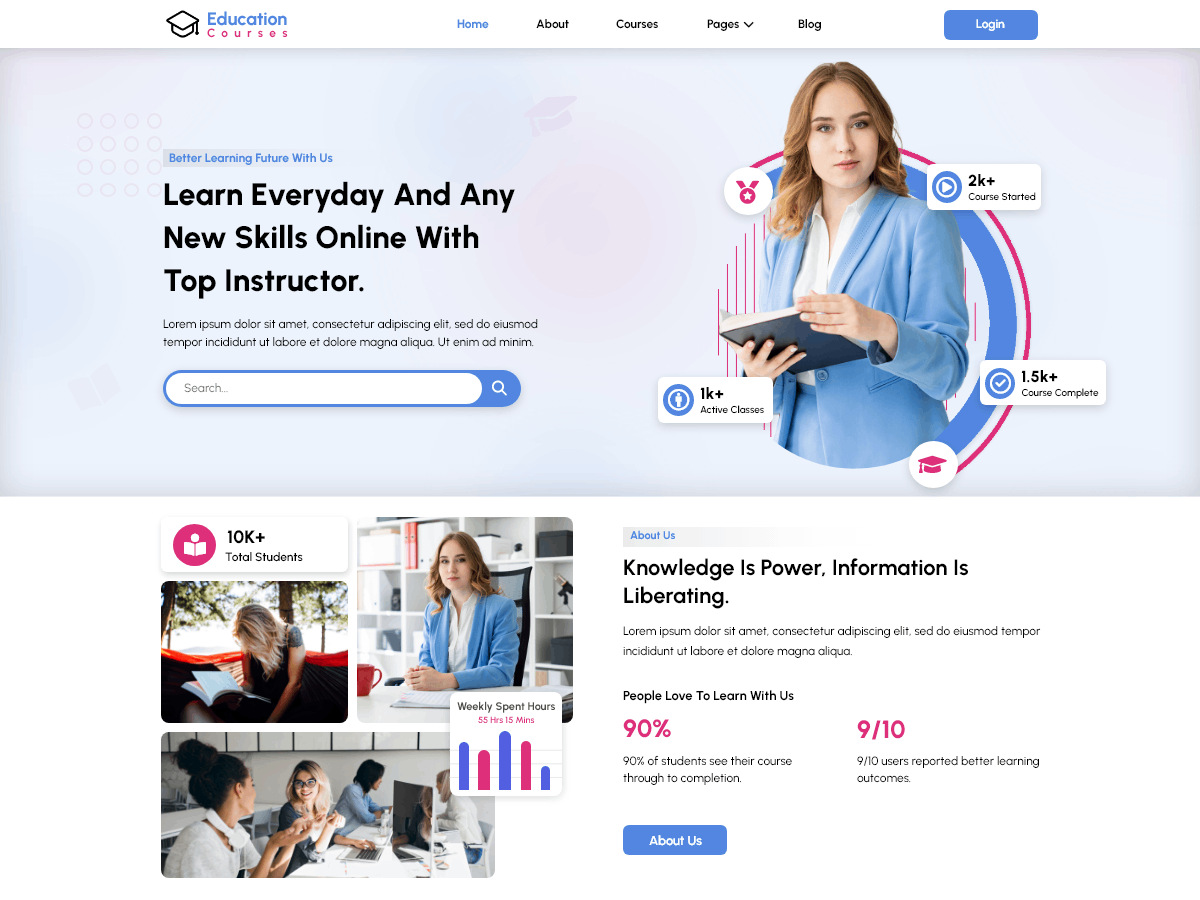 Education
Courses
Home
About
Courses
Pages
Blog
Login
Better Learning Future With Us
Learn Everyday And Any
New Skills Online With
Top Instructor.
Lorem ipsum dolor sit amet, consectetur adipiscing elit, sed do eiusmod
tempor incididunt ut labore et dolore magna aliqua. Ut enim ad minim.
Search...
2k+
Course Started
1.5k+
Course Complete
1k+
Active Classes
10K+
Total Students
Weekly Spent Hours
55 Hrs 15 Mins
About Us
Knowledge Is Power, Information Is
Liberating.
Lorem ipsum dolor sit amet, consectetur adipiscing elit, sed do eiusmod tempor
incididunt ut labore et dolore magna aliqua.
People Love To Learn With Us
90%
90% of students see their course
through to completion.
9/10
9/10 users reported better learning
outcomes.
About Us